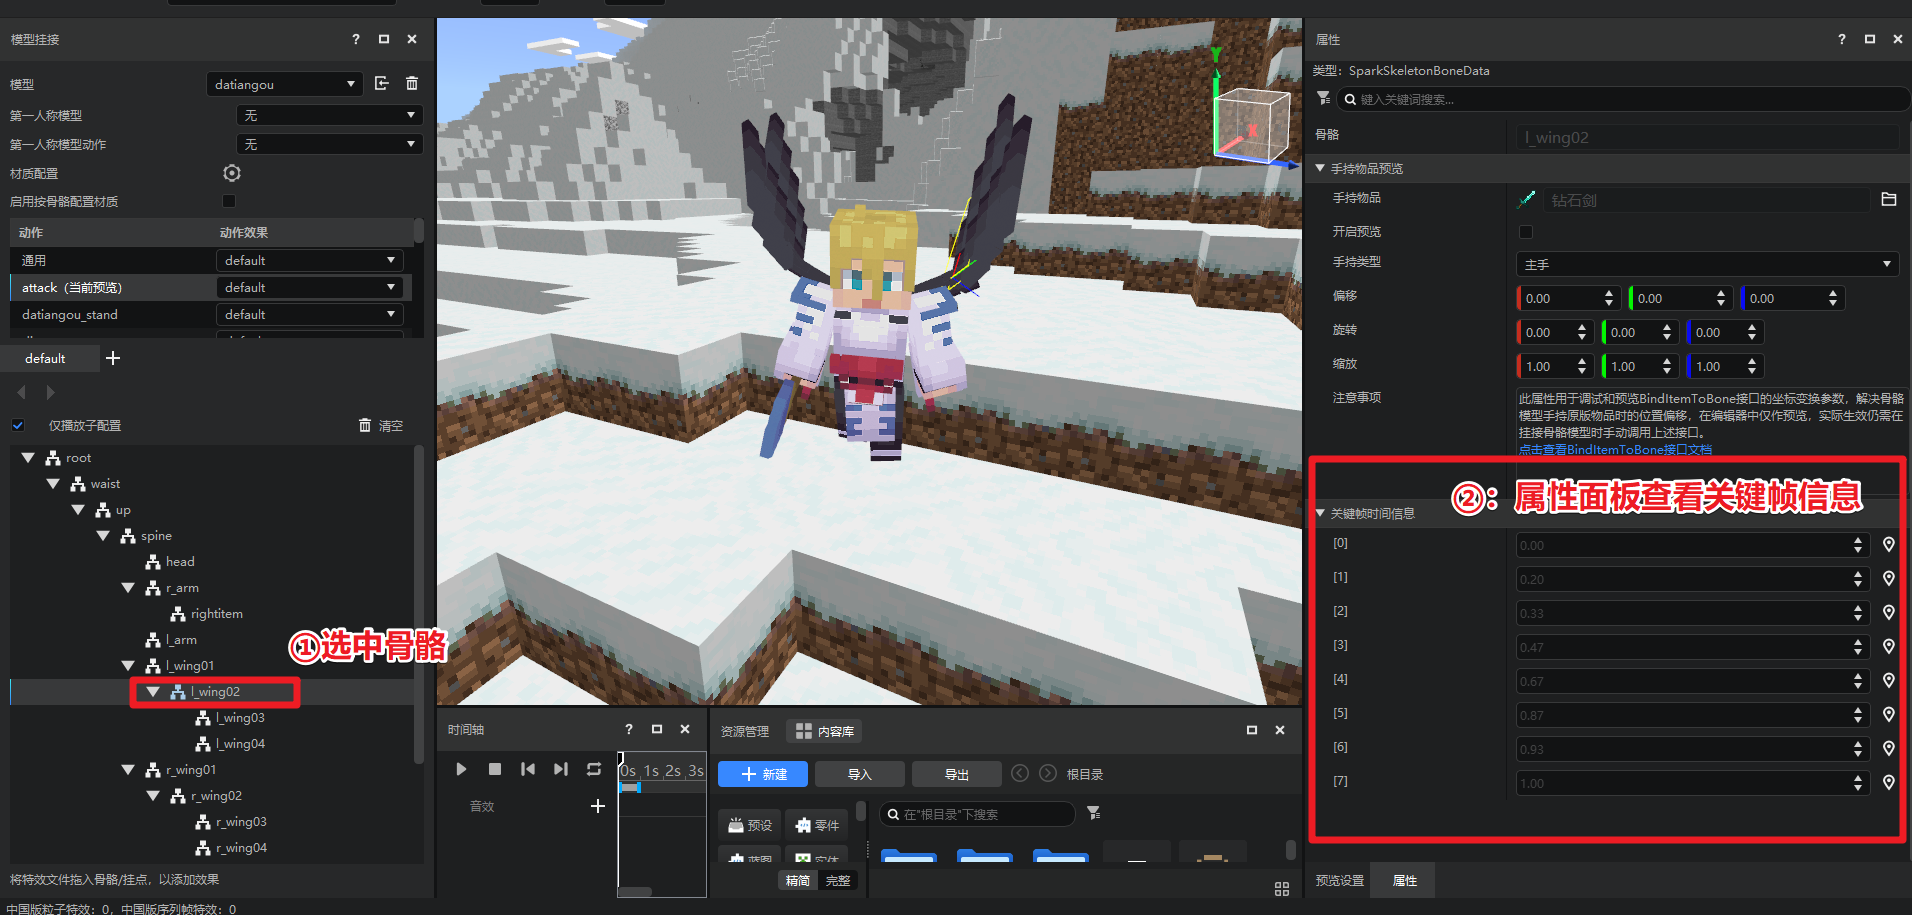 模型挂接
?
模型
datiangou
第一人称模型
无
第一人称模型动作
无
材质配置
启用按骨骼配置材质
动作
动作效果
通用
default
attack（当前预览）
default
datiangou_stand
default
default
仅播放子配置
清空
root
waist
up
spine
head
r_arm
rightitem
l_arm
l_wing01
①选中骨骼
l_wing02
l_wing03
l_wing04
r_wing01
r_wing02
r_wing03
r_wing04
将特效文件拖入骨骼/挂点，以添加效果
中国版粒子特效：0，中国版序列帧特效：0
Y
X
时间轴
?
0s 1s 2s 3s
音效
资源管理
内容库
新建
导入
导出
根目录
预设
零件
在"根目录"下搜索
蓝图
实体
精简
完整
属性
?
类型：SparkSkeletonBoneData
键入关键词搜索...
骨骼
l_wing02
手持物品预览
手持物品
钻石剑
开启预览
手持类型
主手
偏移
0.00
0.00
0.00
旋转
0.00
0.00
0.00
缩放
1.00
1.00
1.00
注意事项
此属性用于调试和预览BindItemToBone接口的坐标变换参数，解决骨骼
模型手持原版物品时的位置偏移，在编辑器中仅作预览，实际生效仍需在
挂接骨骼模型时手动调用上述接口。
点击查看BindItemToBone接口文档
②：属性面板查看关键帧信息
关键帧时间信息
[0]
0.00
[1]
0.20
[2]
0.33
[3]
0.47
[4]
0.67
[5]
0.87
[6]
0.93
[7]
1.00
预览设置
属性